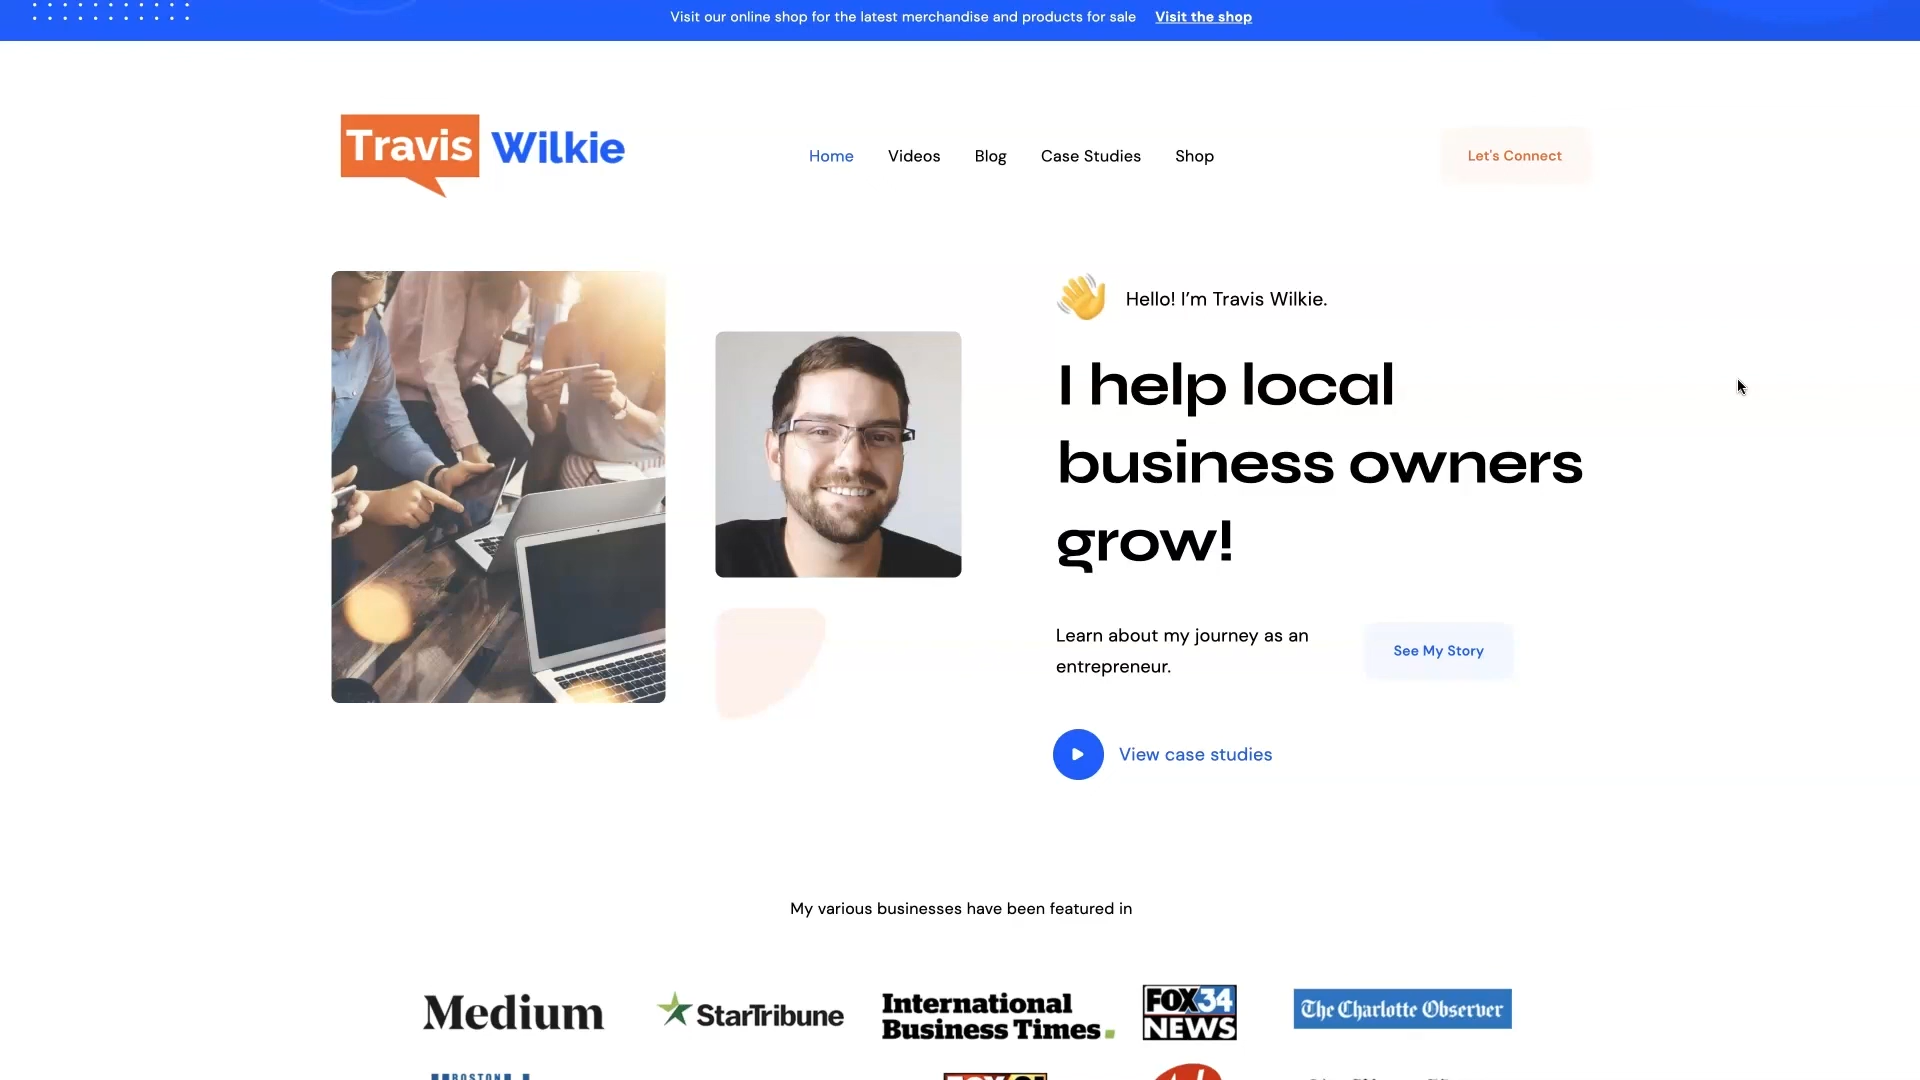 Visit our online shop for the latest merchandise and products for sale Visit the shop
Travis Wilkie
Home Videos Blog Case Studies Shop
Let's Connect
Hello! I’m Travis Wilkie.
I help local
business owners
grow!
Learn about my journey as an
entrepreneur.
See My Story
View case studies
My various businesses have been featured in
Medium
StarTribune
International
Business Times
FOX34
NEWS
The Charlotte Observer
BOSTON